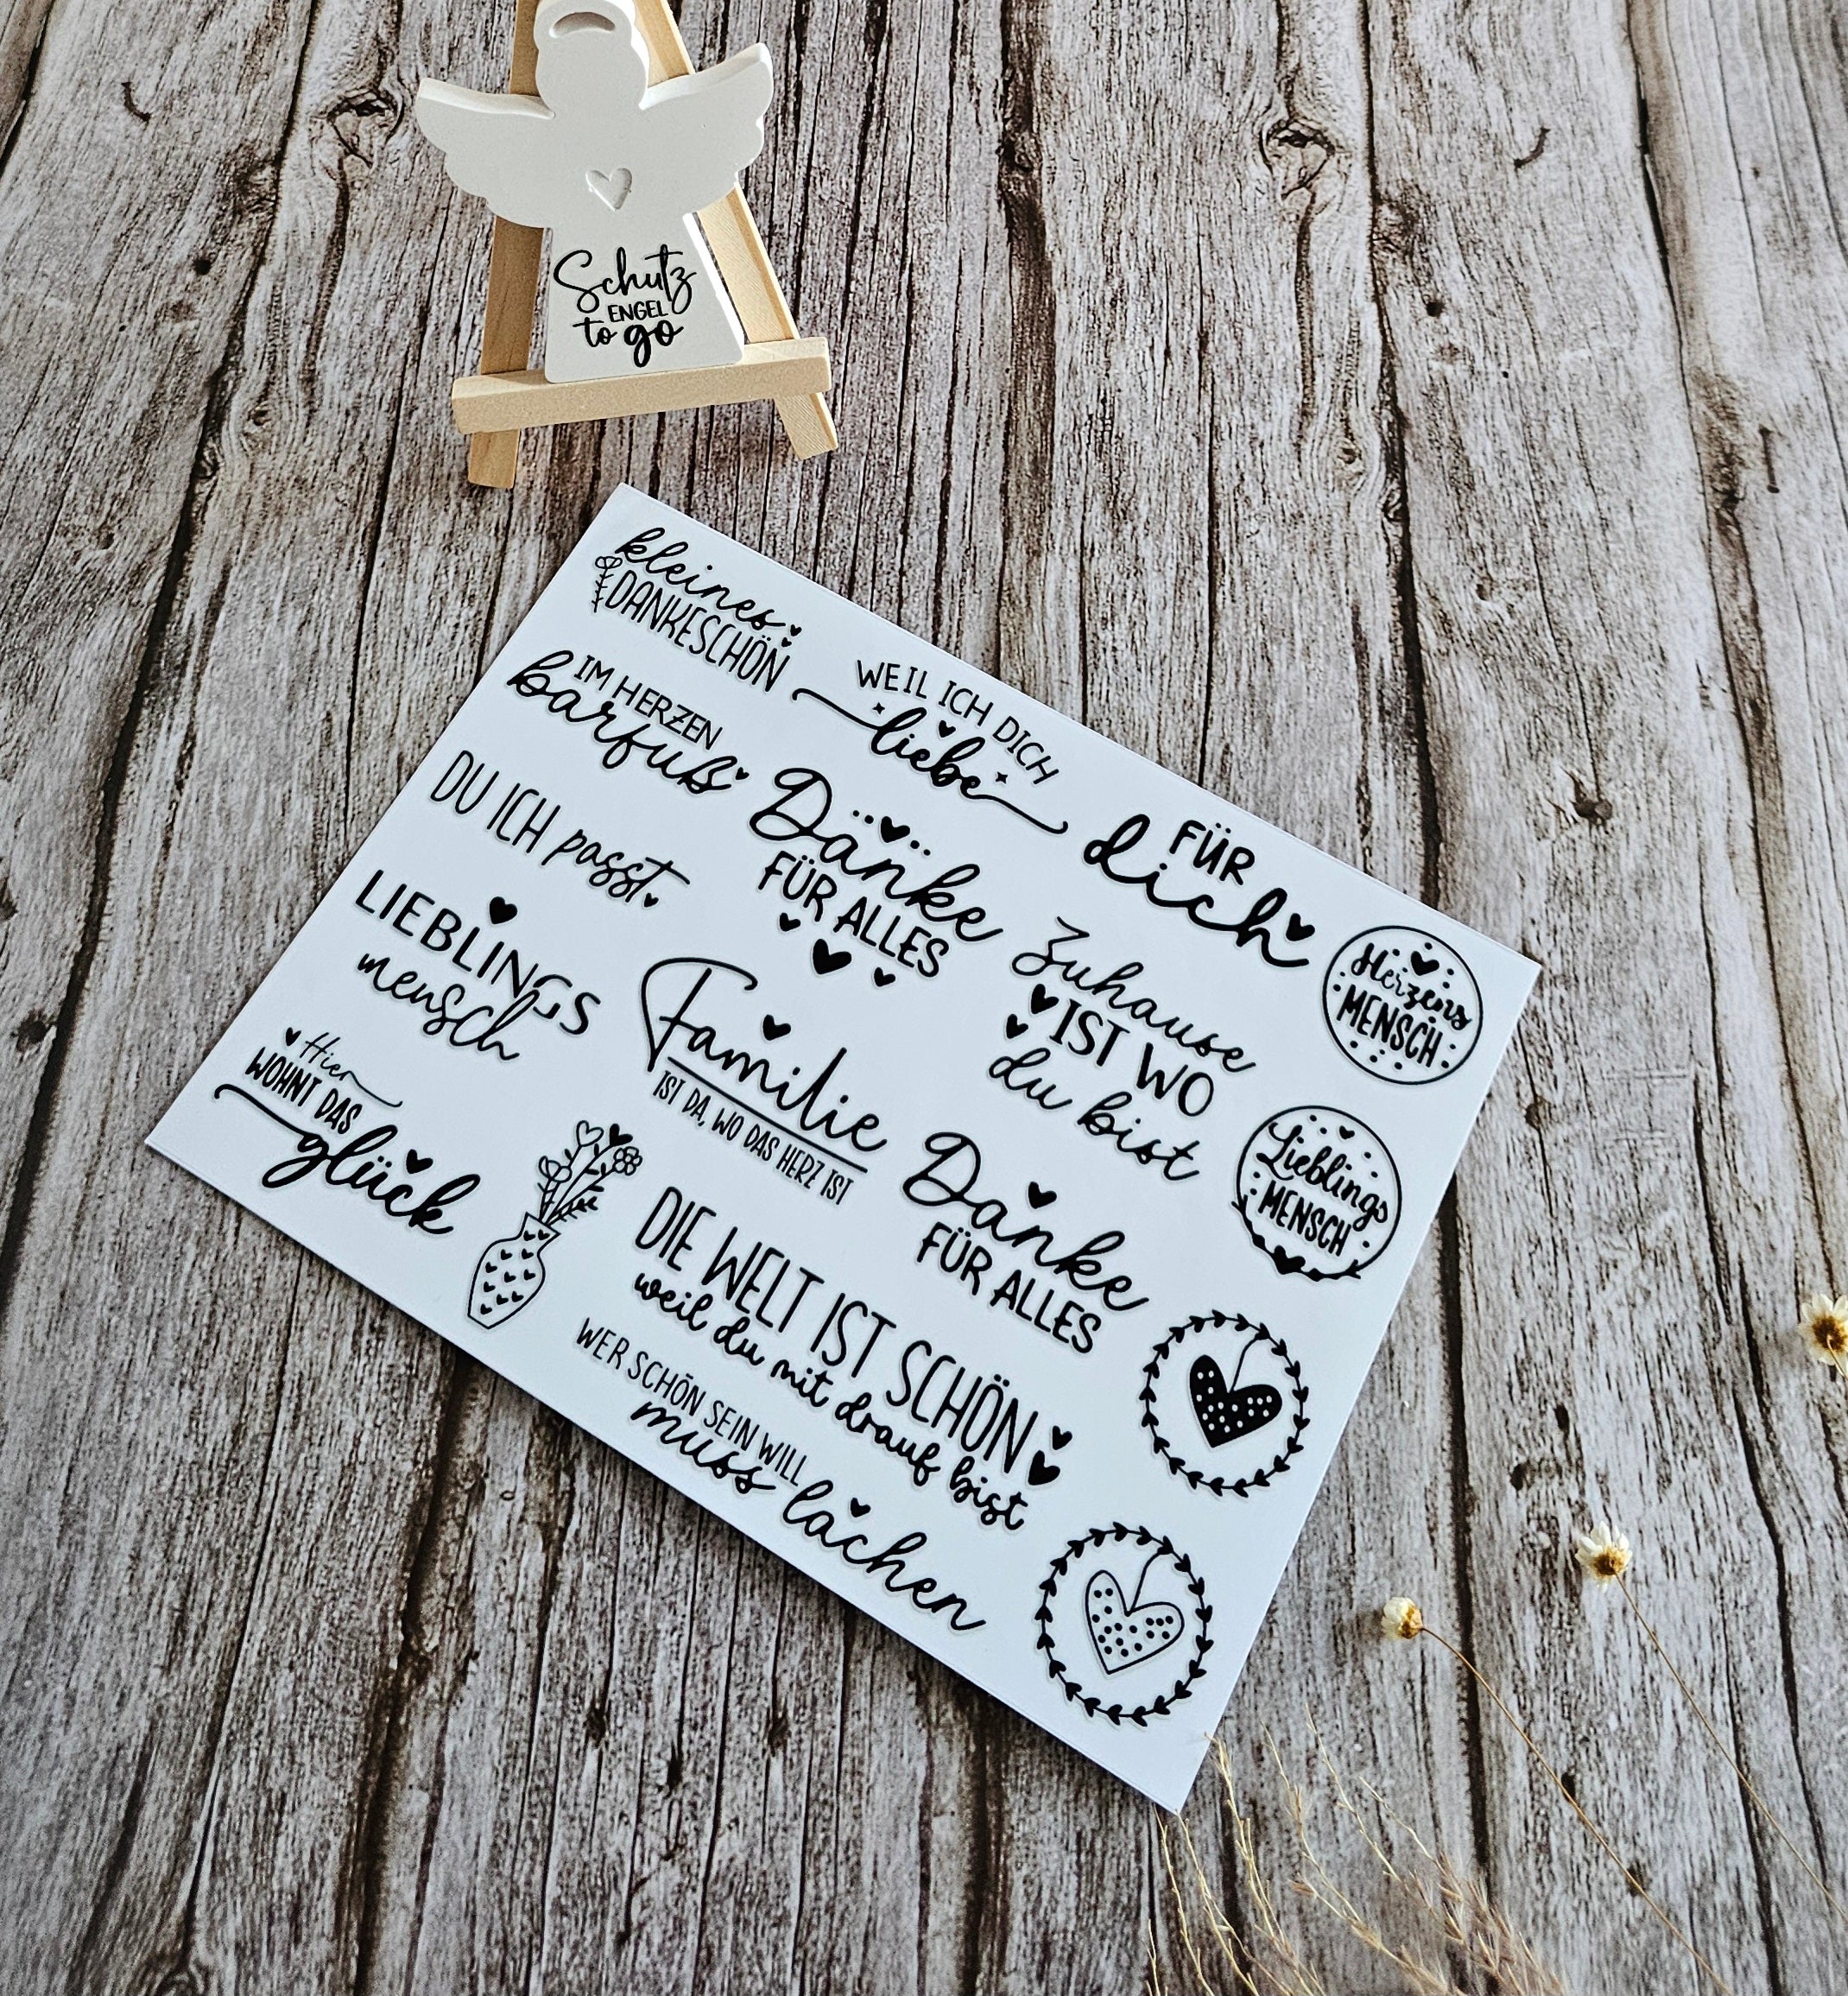 Schutz
ENGEL
to go
kleines
DANKESCHÖN
WEIL ICH DICH
liebe
IM HERZEN
barfuß
Danke
FÜR ALLES
FÜR
dich
DU ICH passt
LIEBLINGS
mensch
Familie
IST DA, WO DAS HERZ IST
Zuhause
IST WO
du bist
Herzens
MENSCH
Hier
WOHNT DAS
glück
Danke
FÜR ALLES
Lieblings
MENSCH
DIE WELT IST SCHÖN
weil du mit drauf bist
WER SCHÖN SEIN WILL
muss lachen